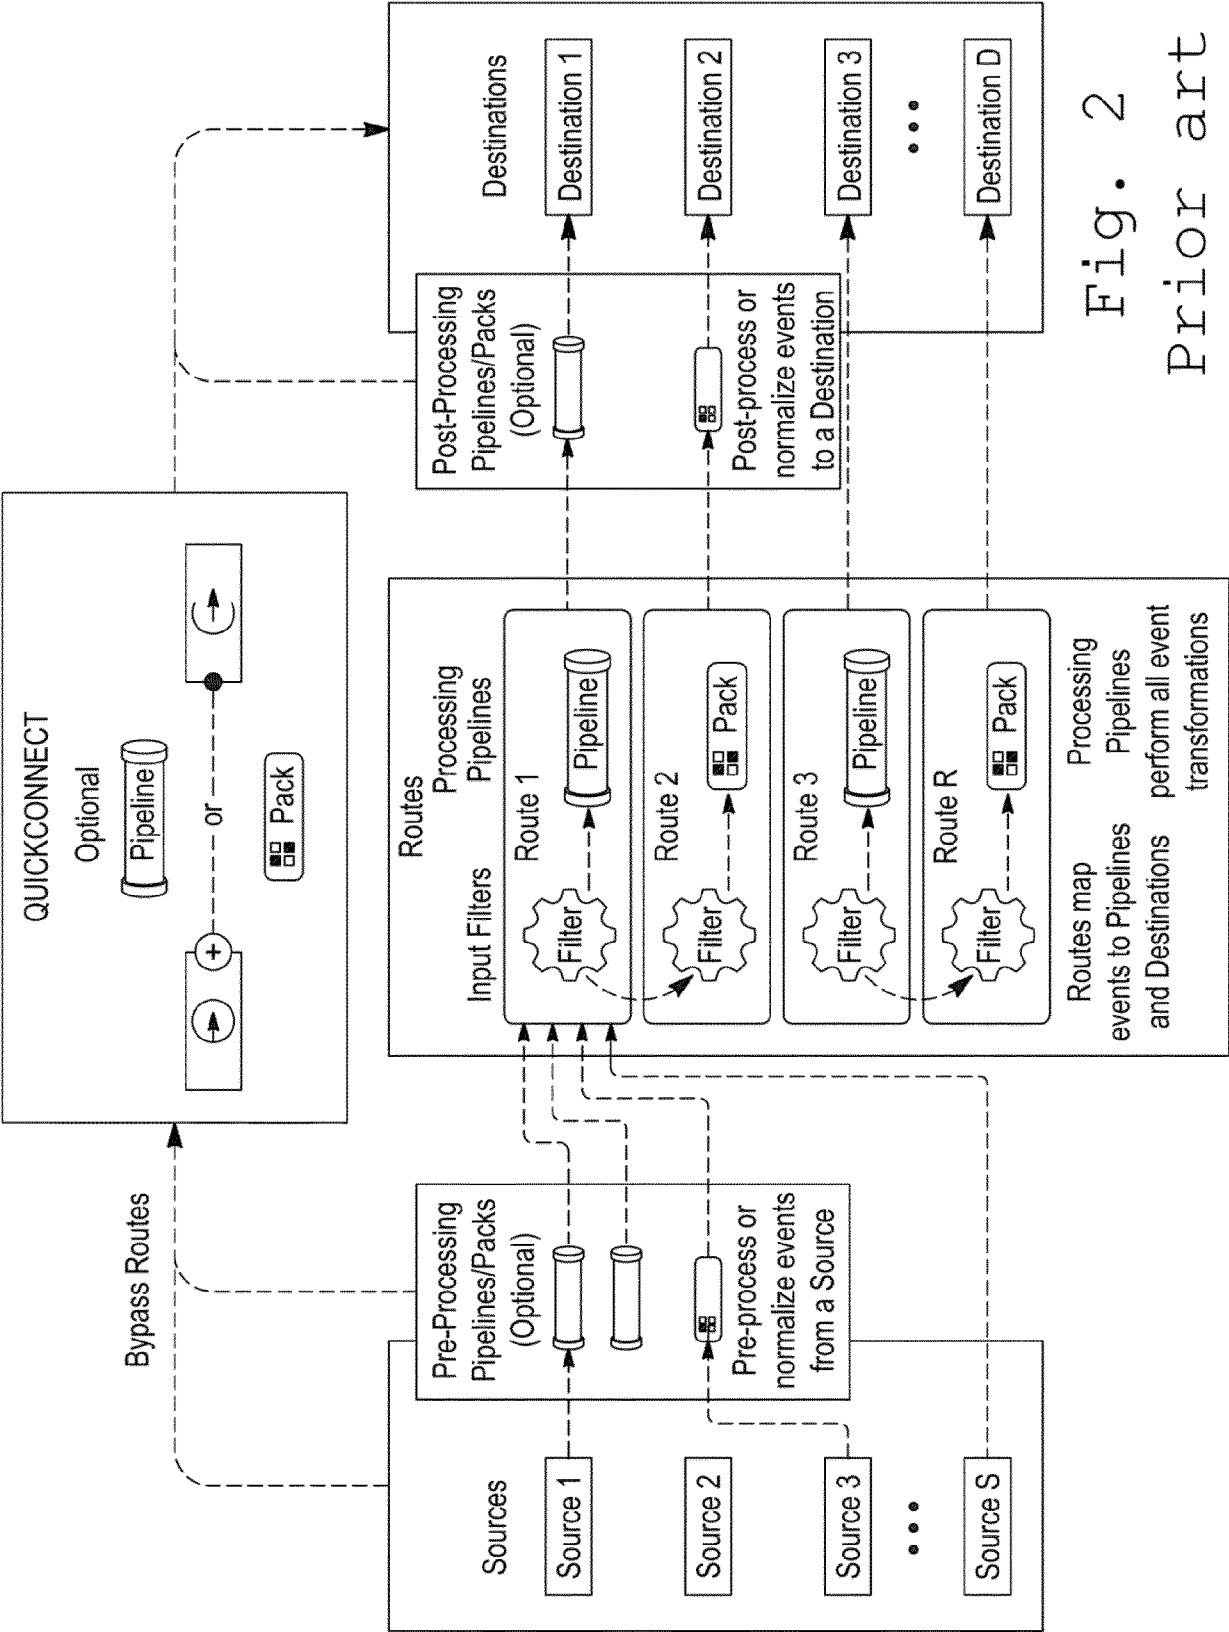 QUICKCONNECT
Optional
Pipeline
or
Pack
Bypass Routes
Sources
Source 1
Source 2
Source 3
Source S
Pre-Processing
Pipelines/Packs
(Optional)
Pre-process or
normalize events
from a Source
Routes
Input Filters
Processing
Pipelines
Route 1
Filter
Pipeline
Route 2
Filter
Pack
Route 3
Filter
Pipeline
Route R
Filter
Pack
Routes map
events to Pipelines
and Destinations
Processing
Pipelines
perform all event
transformations
Post-Processing
Pipelines/Packs
(Optional)
Post-process or
normalize events
to a Destination
Destinations
Destination 1
Destination 2
Destination 3
Destination D
Fig. 2
Prior art